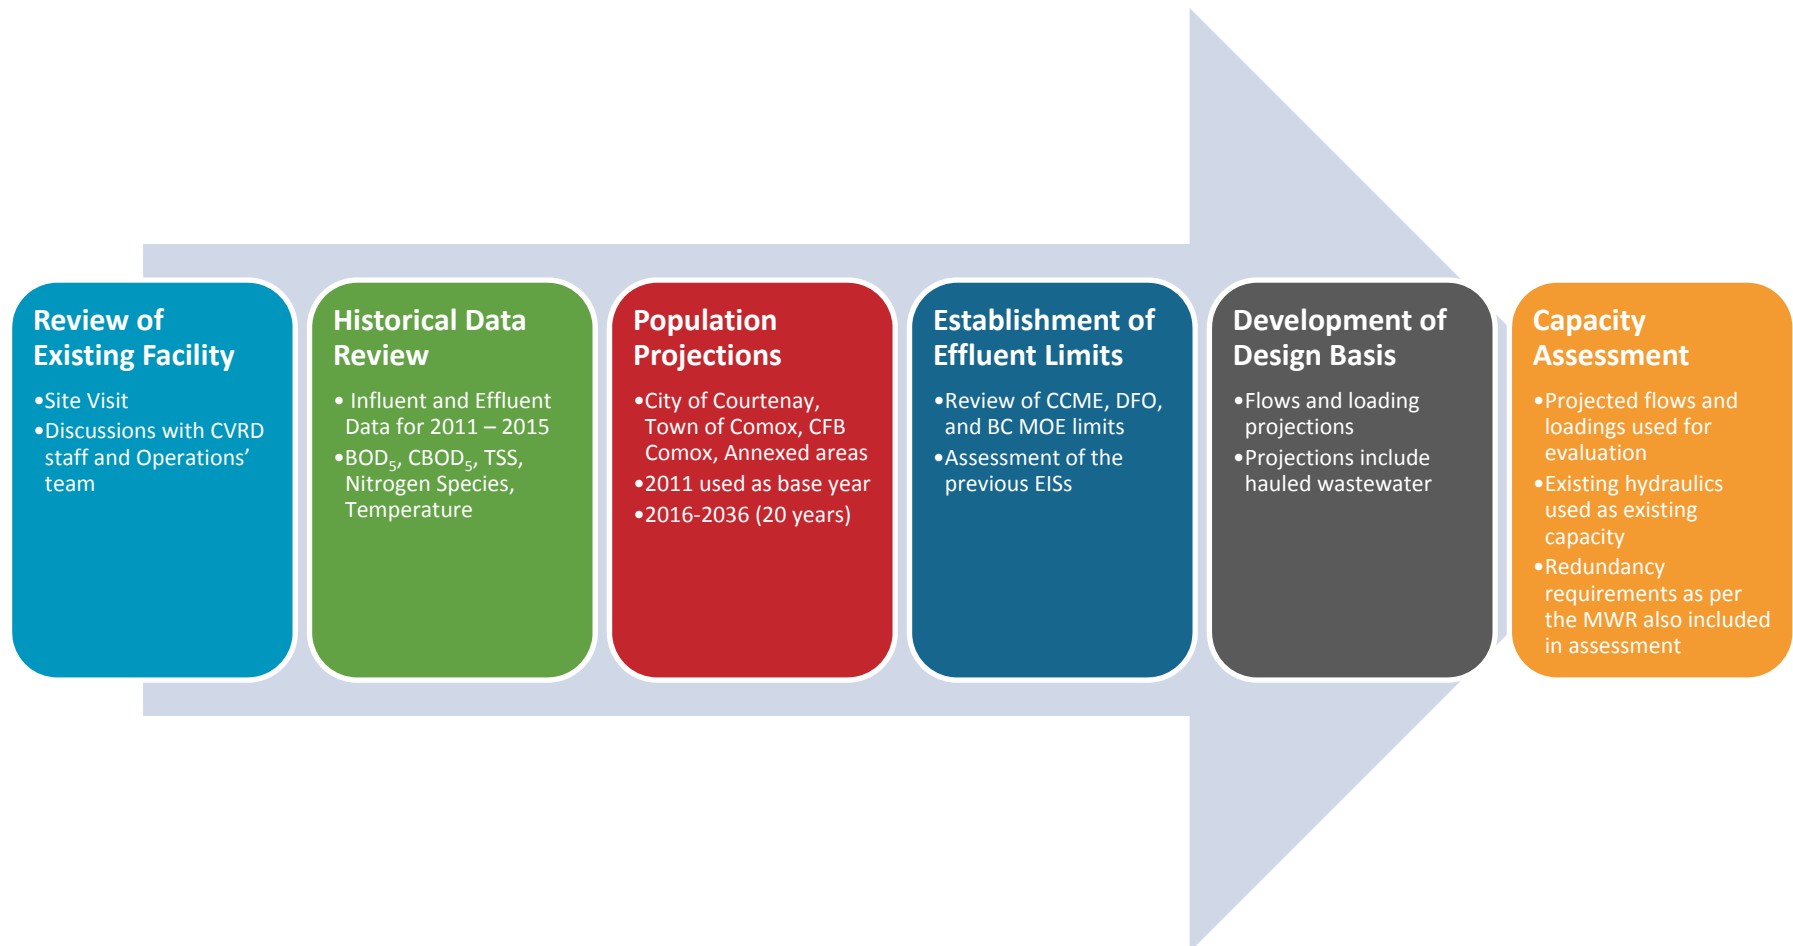 Review of
Existing Facility
•Site Visit
•Discussions with CVRD
staff and Operations’
team
Historical Data
Review
• Influent and Effluent
Data for 2011 – 2015
•BOD₅, CBOD₅, TSS,
Nitrogen Species,
Temperature
Population
Projections
•City of Courtenay,
Town of Comox, CFB
Comox, Annexed areas
•2011 used as base year
•2016-2036 (20 years)
Establishment of
Effluent Limits
•Review of CCME, DFO,
and BC MOE limits
•Assessment of the
previous EISs
Development of
Design Basis
•Flows and loading
projections
•Projections include
hauled wastewater
Capacity
Assessment
•Projected flows and
loadings used for
evaluation
•Existing hydraulics
used as existing
capacity
•Redundancy
requirements as per
the MWR also included
in assessment